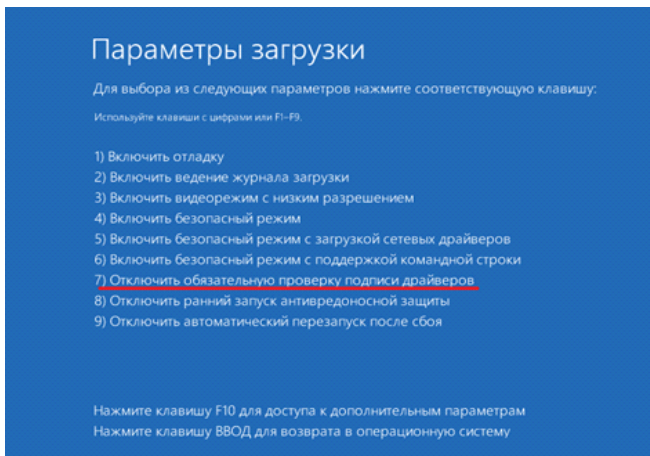 Параметры загрузки
Для выбора из следующих параметров нажмите соответствующую клавишу:
Используйте клавиши с цифрами или F1–F9.
1) Включить отладку
2) Включить ведение журнала загрузки
3) Включить видеорежим с низким разрешением
4) Включить безопасный режим
5) Включить безопасный режим с загрузкой сетевых драйверов
6) Включить безопасный режим с поддержкой командной строки
7) Отключить обязательную проверку подписи драйверов
8) Отключить ранний запуск антивредоносной защиты
9) Отключить автоматический перезапуск после сбоя
Нажмите клавишу F10 для доступа к дополнительным параметрам
Нажмите клавишу ВВОД для возврата в операционную систему